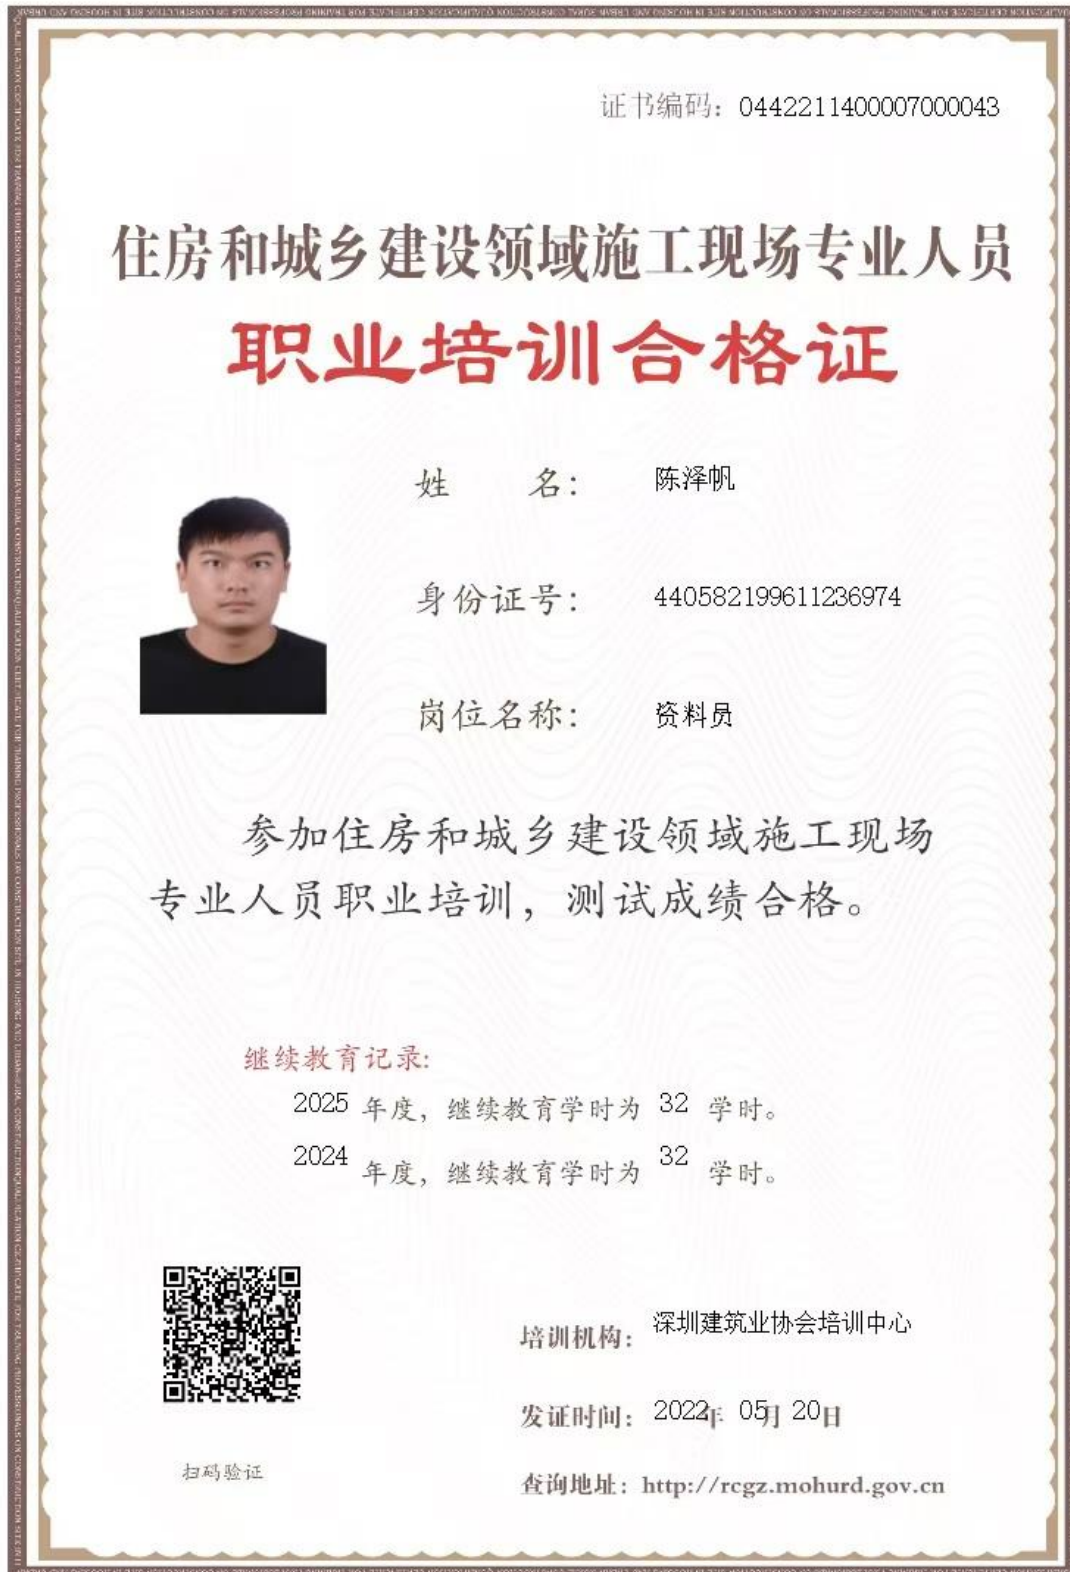 证书编码：0442211400007000043
住房和城乡建设领域施工现场专业人员
职业培训合格证
姓名：陈泽帆
身份证号：440582199611236974
岗位名称：资料员
参加住房和城乡建设领域施工现场
专业人员职业培训，测试成绩合格。
继续教育记录:
2025 年度，继续教育学时为 32 学时。
2024 年度，继续教育学时为 32 学时。
培训机构：深圳建筑业协会培训中心
发证时间：2022年 05月 20日
扫码验证
查询地址：http://rcgz.mohurd.gov.cn